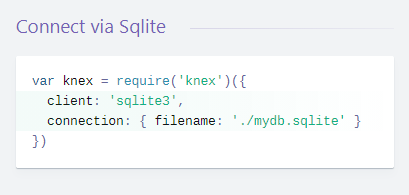 Connect via Sqlite
var knex = require('knex')({
  client: 'sqlite3',
  connection: { filename: './mydb.sqlite' }
})